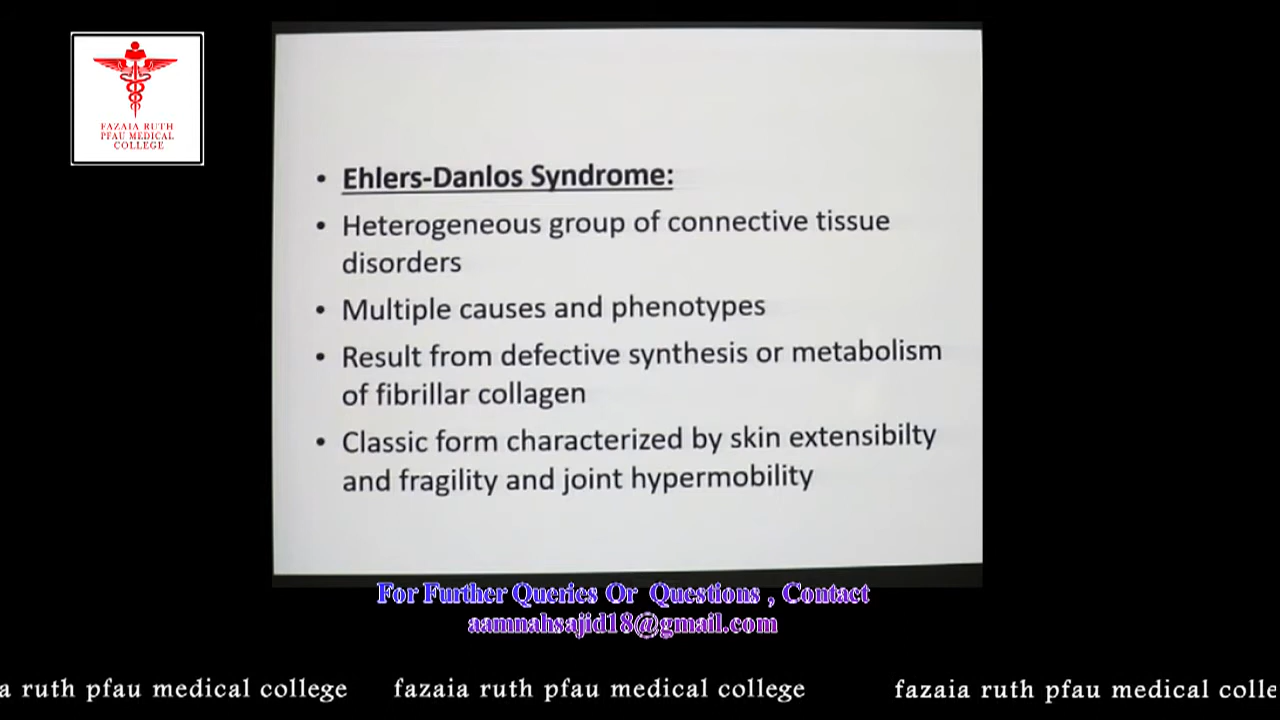 FAZAIA RUTH
PFAU MEDICAL
COLLEGE
• Ehlers-Danlos Syndrome:
• Heterogeneous group of connective tissue
disorders
• Multiple causes and phenotypes
• Result from defective synthesis or metabolism
of fibrillar collagen
• Classic form characterized by skin extensibilty
and fragility and joint hypermobility
For Further Queries Or Questions , Contact
aamnahsajid18@gmail.com
a ruth pfau medical college fazaia ruth pfau medical college fazaia ruth pfau medical colle